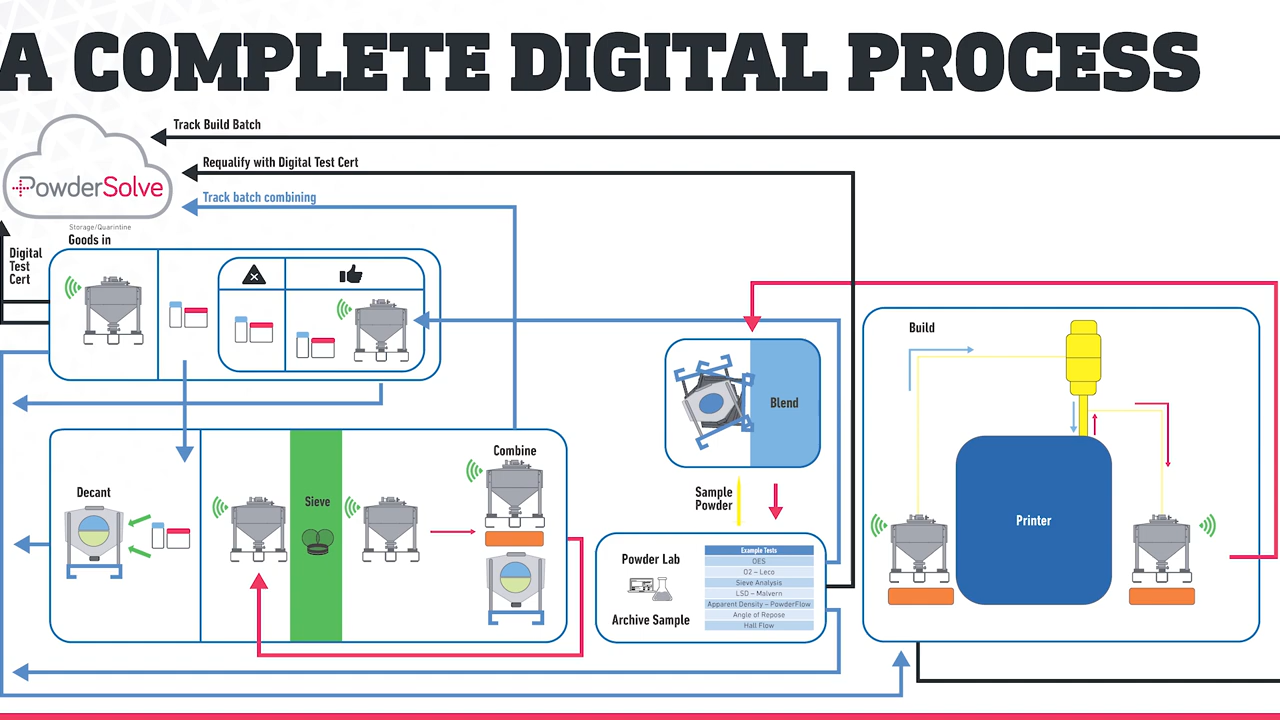 A COMPLETE DIGITAL PROCESS
Track Build Batch
Requalify with Digital Test Cert
PowderSolve
Track batch combining
Storage/Quarintine
Goods in
Digital
Test
Cert
Build
Blend
Combine
Decant
Sieve
Sample
Powder
Printer
Powder Lab
Archive Sample
Example Tests
OES
O2 – Leco
Sieve Analysis
LSD – Malvern
Apparent Density – PowderFlow
Angle of Repose
Hall Flow